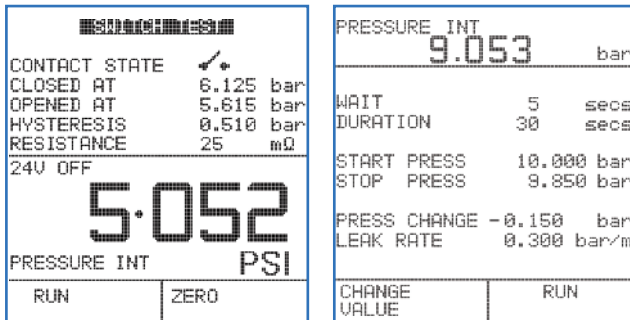 SWITCH TEST
CONTACT STATE
CLOSED AT 6.125 bar
OPENED AT 5.615 bar
HYSTERESIS 0.510 bar
RESISTANCE 25 mΩ
24V OFF
5.052
PRESSURE INT PSI
RUN ZERO
PRESSURE INT
9.053 bar
WAIT 5 secs
DURATION 30 secs
START PRESS 10.000 bar
STOP PRESS 9.850 bar
PRESS CHANGE -0.150 bar
LEAK RATE 0.300 bar/m
CHANGE RUN
VALUE